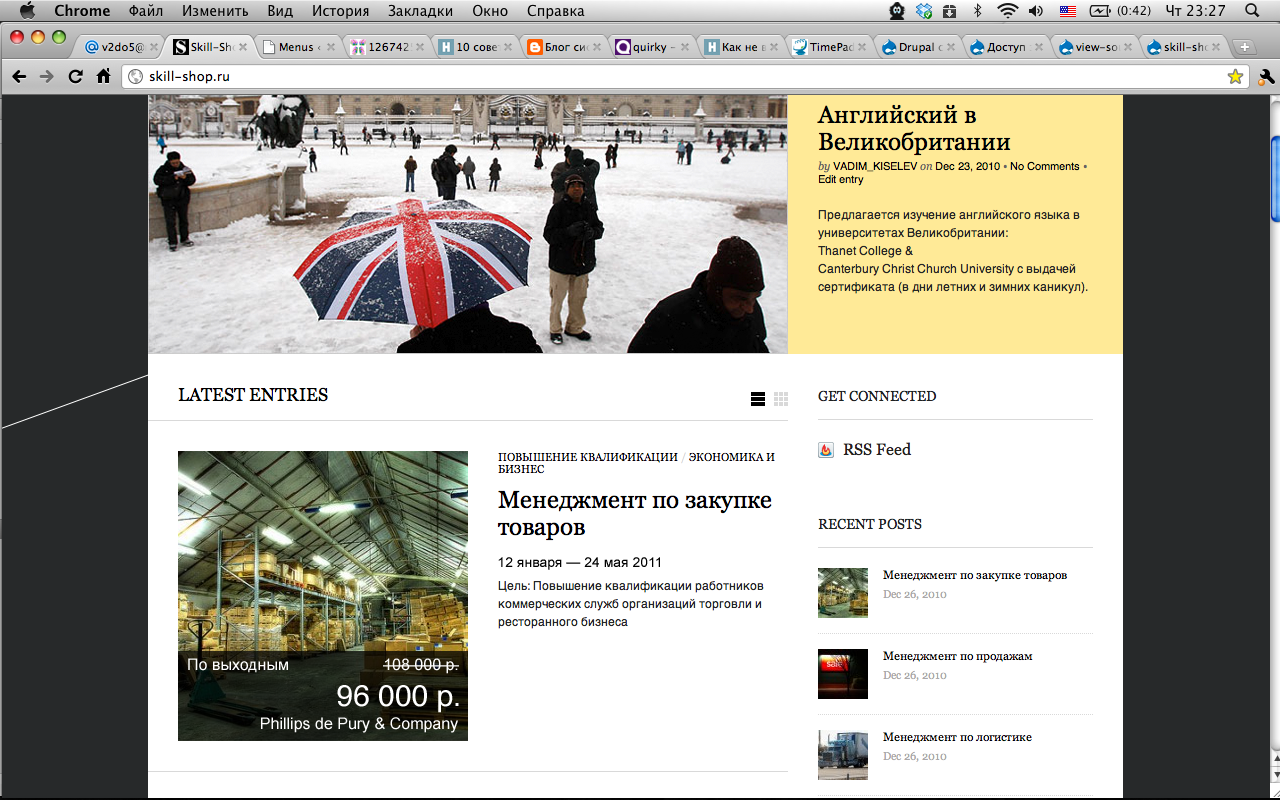 Chrome Файл Изменить Вид История Закладки Окно Справка (0:42) Чт 23:27
v2do5@ Skill-Sh Menus 126742 10 сове Блог сис quirky – Как не в TimePad Drupal Доступ view-so skill-sh
skill-shop.ru
Английский в
Великобритании
by VADIM_KISELEV on Dec 23, 2010 • No Comments •
Edit entry
Предлагается изучение английского языка в
университетах Великобритании:
Thanet College &
Canterbury Christ Church University с выдачей
сертификата (в дни летних и зимних каникул).
LATEST ENTRIES
ПОВЫШЕНИЕ КВАЛИФИКАЦИИ / ЭКОНОМИКА И
БИЗНЕС
Менеджмент по закупке
товаров
12 января — 24 мая 2011
Цель: Повышение квалификации работников
коммерческих служб организаций торговли и
ресторанного бизнеса
По выходным 108 000 р.
96 000 р.
Phillips de Pury & Company
GET CONNECTED
RSS Feed
RECENT POSTS
Менеджмент по закупке товаров
Dec 26, 2010
sale
Менеджмент по продажам
Dec 26, 2010
Менеджмент по логистике
Dec 26, 2010